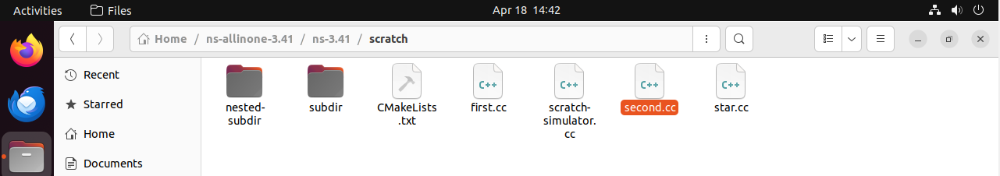 Activities Files Apr 18 14:42
Home / ns-allinone-3.41 / ns-3.41 / scratch
Recent
Starred
Home
Documents
C++ C++ C++ C++
nested-subdir
subdir
CMakeLists.txt
first.cc
scratch-simulator.cc
second.cc
star.cc